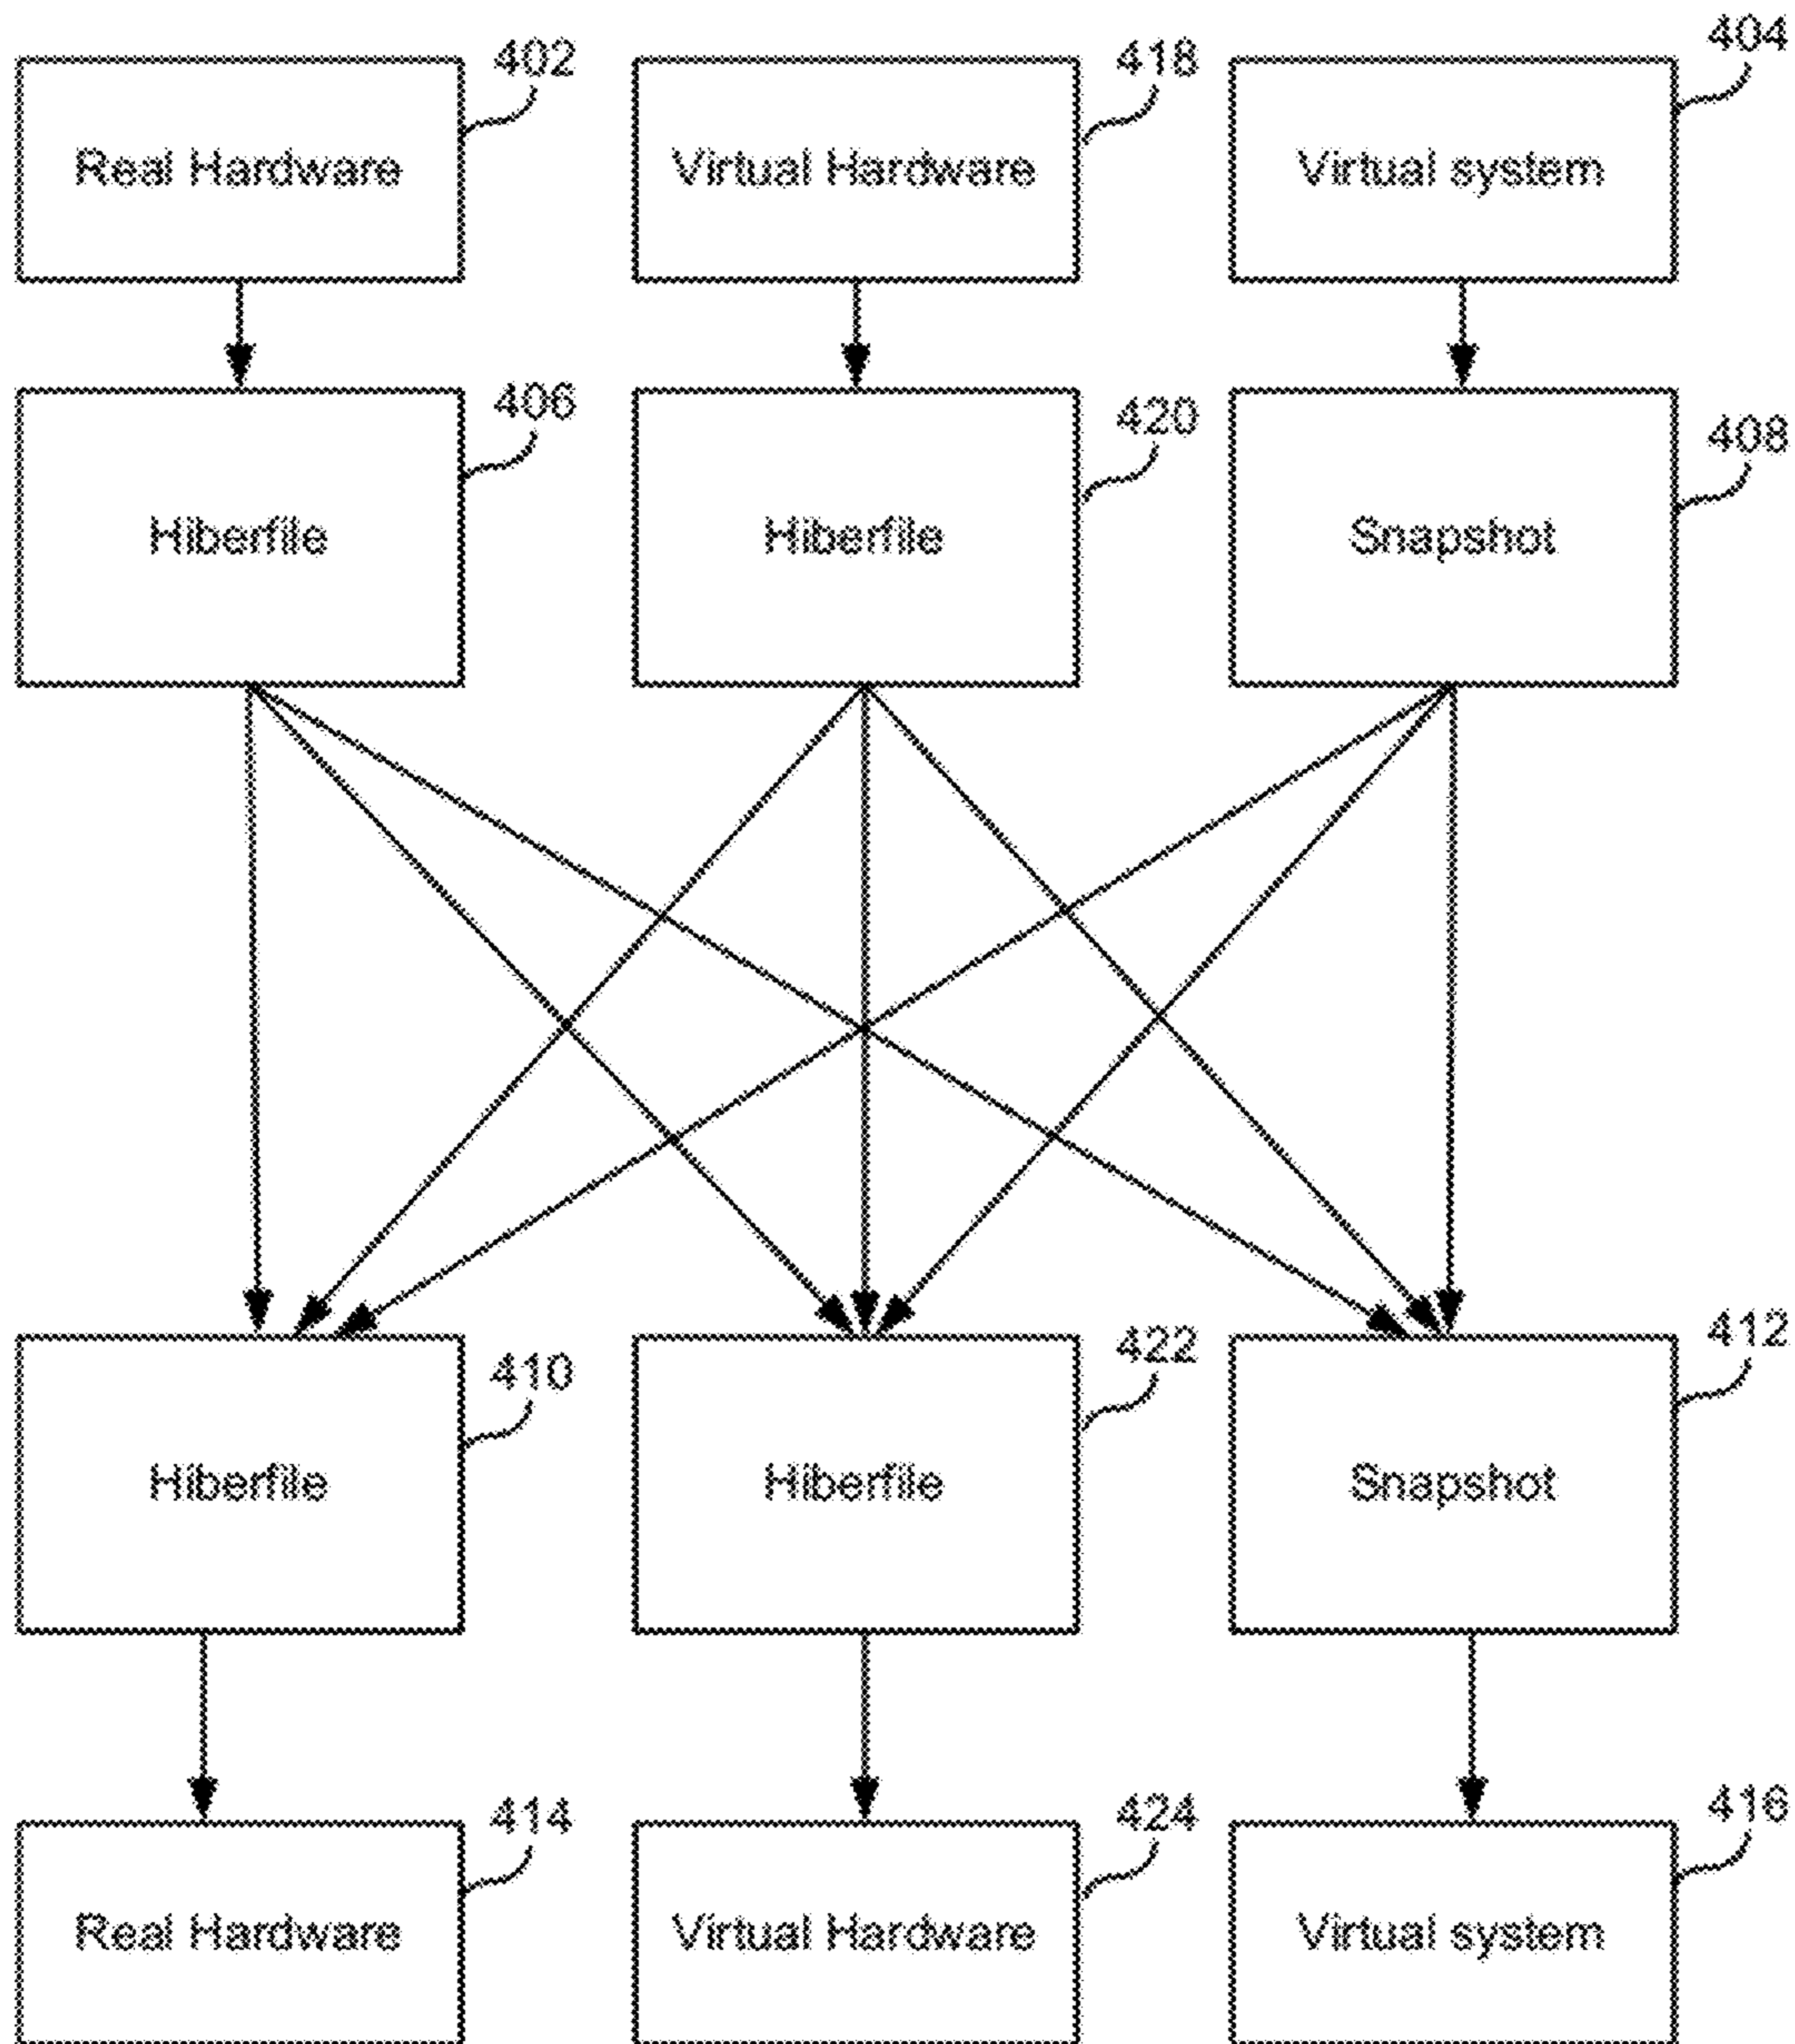 402
418
404
Real Hardware
Virtual Hardware
Virtual system
406
420
408
Hiberfile
Hiberfile
Snapshot
410
422
412
Hiberfile
Hiberfile
Snapshot
414
424
416
Real Hardware
Virtual Hardware
Virtual system